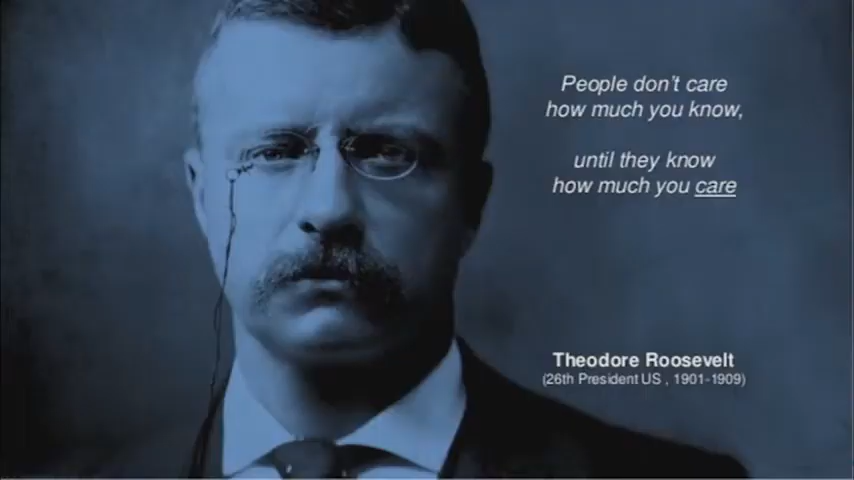 People don't care
how much you know,
until they know
how much you care
Theodore Roosevelt
(26th President US , 1901-1909)